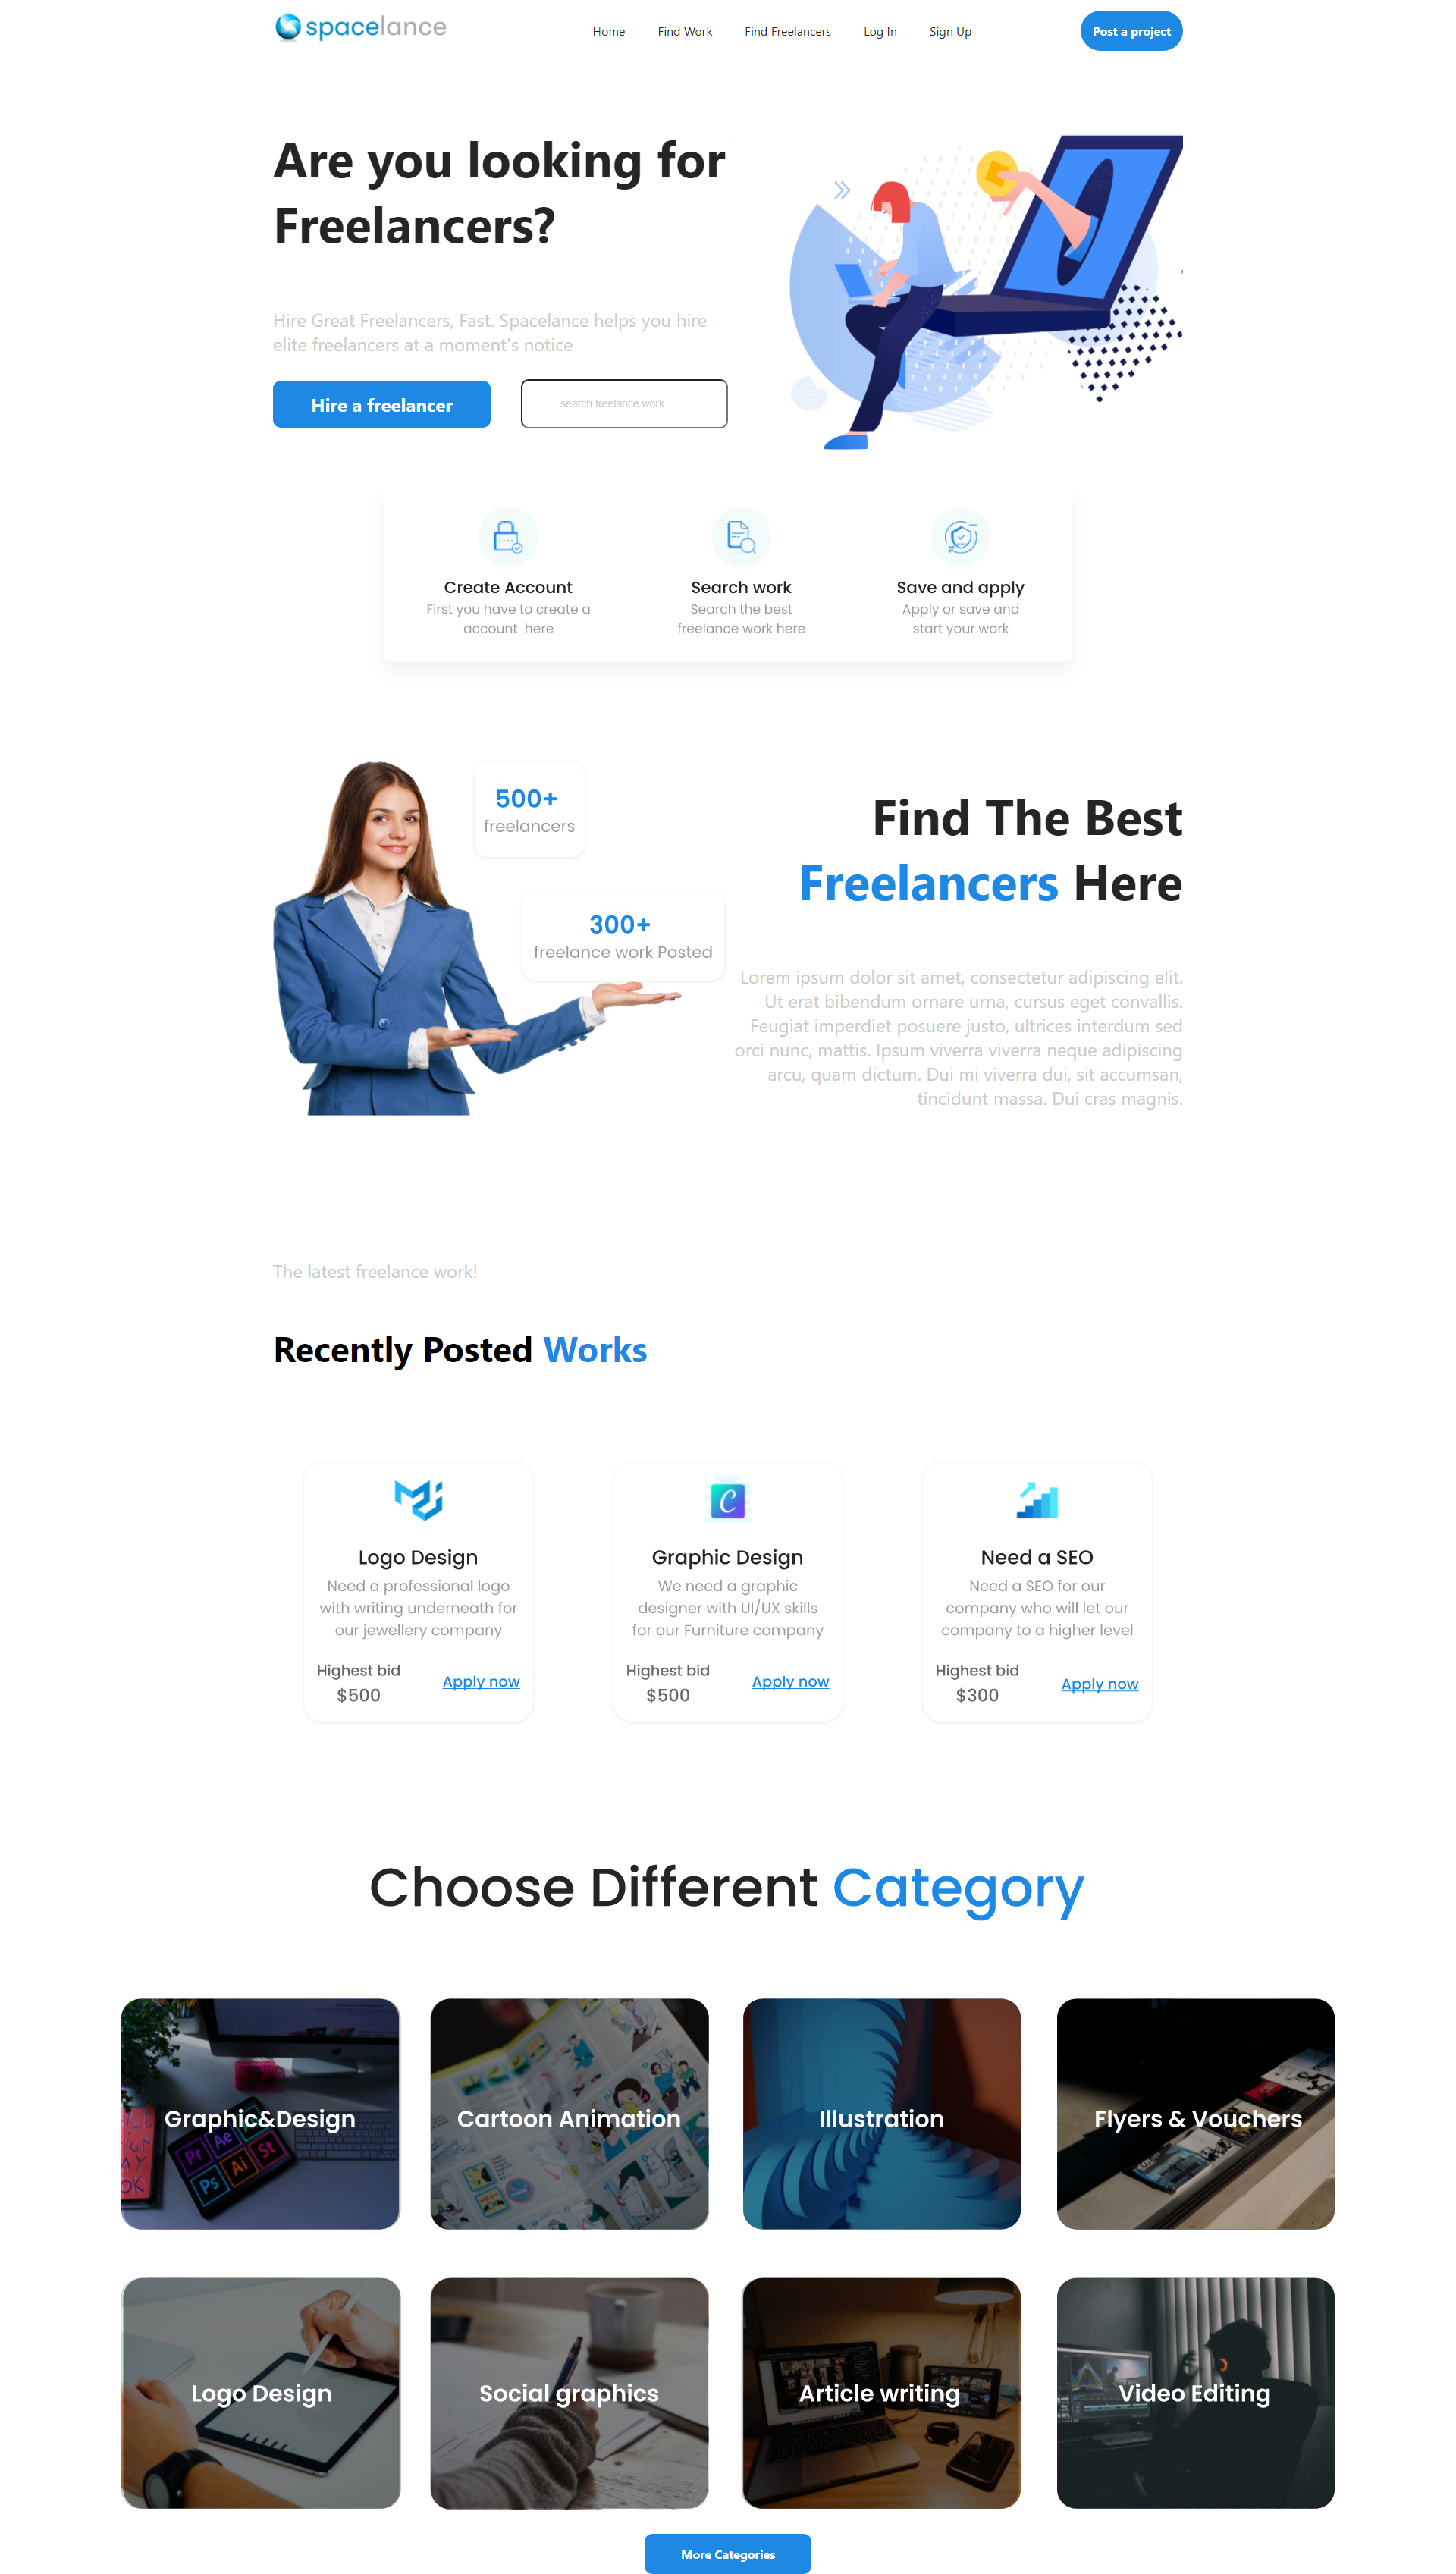 spacelance
Home
Find Work
Find Freelancers
Log In
Sign Up
Post a project
Are you looking for
Freelancers?
Hire Great Freelancers, Fast. Spacelance helps you hire
elite freelancers at a moment's notice
Hire a freelancer
search freelance work
Create Account
First you have to create a
account here
Search work
Search the best
freelance work here
Save and apply
Apply or save and
start your work
500+
freelancers
300+
freelance work Posted
Find The Best
Freelancers Here
Lorem ipsum dolor sit amet, consectetur adipiscing elit.
Ut erat bibendum ornare urna, cursus eget convallis.
Feugiat imperdiet posuere justo, ultrices interdum sed
orci nunc, mattis. Ipsum viverra viverra neque adipiscing
arcu, quam dictum. Dui mi viverra dui, sit accumsan,
tincidunt massa. Dui cras magnis.
The latest freelance work!
Recently Posted Works
Logo Design
Need a professional logo
with writing underneath for
our jewellery company
Highest bid
$500
Apply now
C
Graphic Design
We need a graphic
designer with UI/UX skills
for our Furniture company
Highest bid
$500
Apply now
Need a SEO
Need a SEO for our
company who will let our
company to a higher level
Highest bid
$300
Apply now
Choose Different Category
Graphic&Design
Pr
Ae
Ps
Ai
St
Cartoon Animation
Illustration
Flyers & Vouchers
Logo Design
Social graphics
Article writing
Video Editing
More Categories